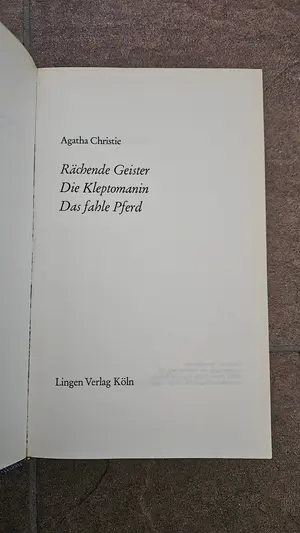 Agatha Christie
Rächende Geister
Die Kleptomanin
Das fahle Pferd
Lingen Verlag Köln